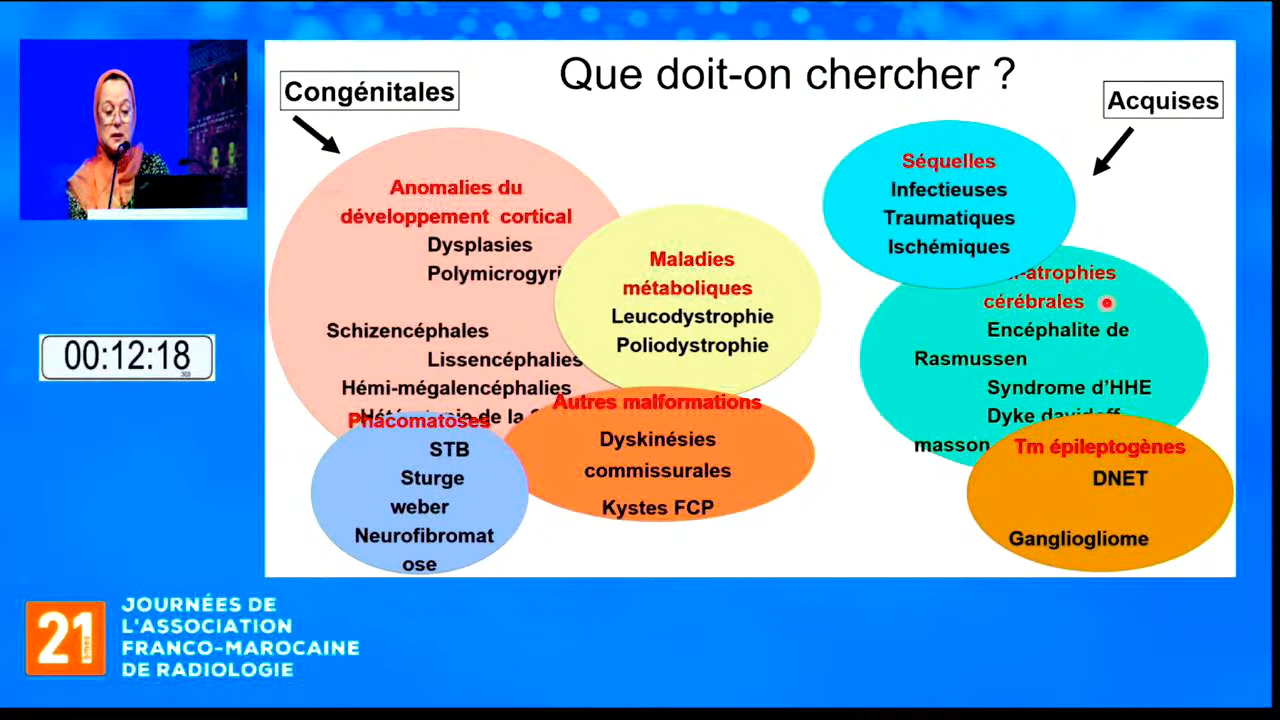 Que doit-on chercher ?
Congénitales
Anomalies du
développement cortical
Dysplasies
Polymicrogyri
Schizencéphales
Lissencéphalies
Hémi-mégalencéphalies
de la
Phacomatoses
STB
Sturge
weber
Neurofibromat
ose
Maladies
métaboliques
Leucodystrophie
Poliodystrophie
Autres malformations
Dyskinésies
commissurales
Kystes FCP
Acquises
Séquelles
Infectieuses
Traumatiques
Ischémiques
-atrophies
cérébrales
Encéphalite de
Rasmussen
Syndrome d'HHE
Dyke davidoff
masson
Tm épileptogènes
DNET
Gangliogliome
00:12:18
21
èmes
JOURNÉES DE
L'ASSOCIATION
FRANCO-MAROCAINE
DE RADIOLOGIE